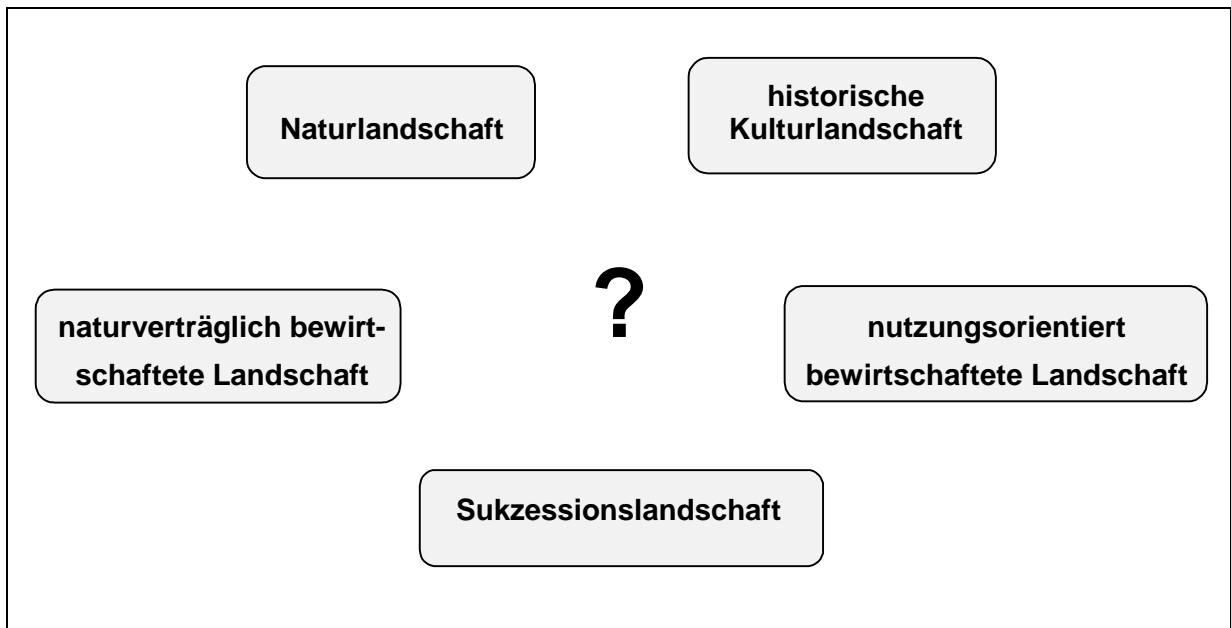 Naturlandschaft
historische
Kulturlandschaft
?
naturverträglich bewirt-
schaftete Landschaft
nutzungsorientiert
bewirtschaftete Landschaft
Sukzessionslandschaft